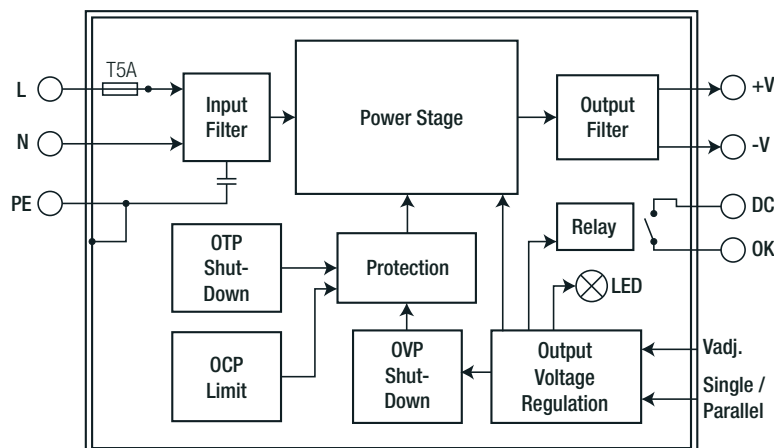 T5A
L
N
PE
Input
Filter
Power Stage
Output
Filter
+V
-V
DC
OK
Relay
LED
OTP
Shut-
Down
Protection
OCP
Limit
OVP
Shut-
Down
Output
Voltage
Regulation
Vadj.
Single /
Parallel